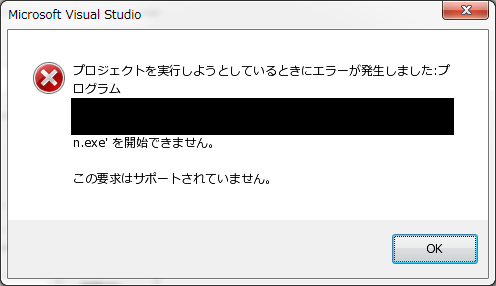 Microsoft Visual Studio
プロジェクトを実行しようとしているときにエラーが発生しました:プ
ログラム
n.exe' を開始できません。
この要求はサポートされていません。
OK